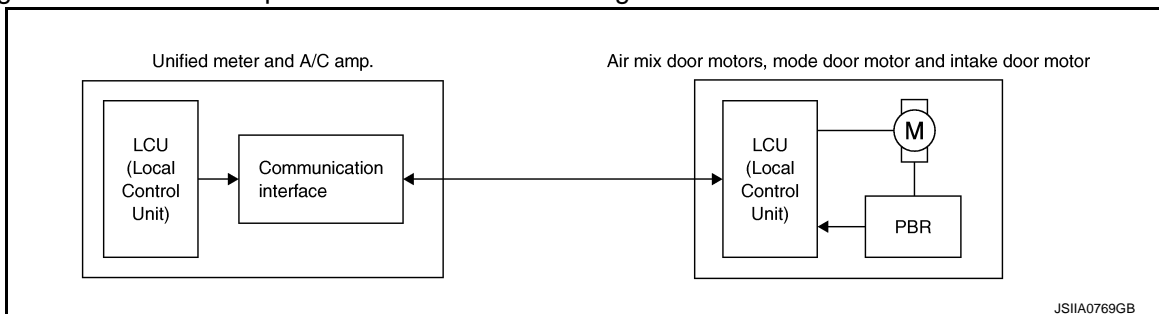 Unified meter and A/C amp.
Air mix door motors, mode door motor and intake door motor
LCU
(Local
Control
Unit)
Communication
interface
LCU
(Local
Control
Unit)
M
PBR
JSIIA0769GB